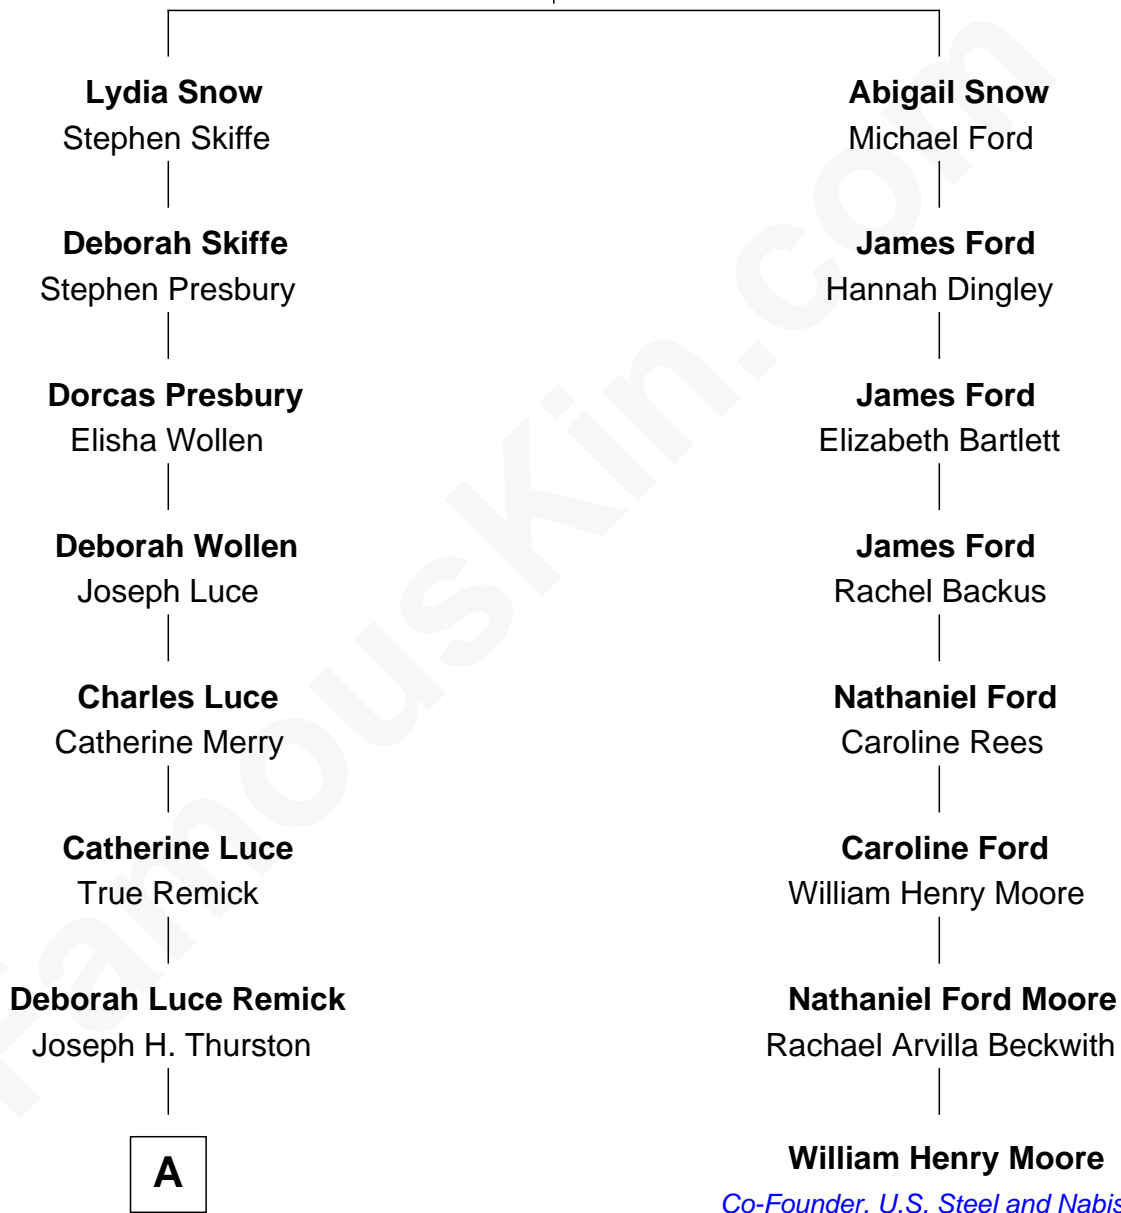 Lydia Snow
Stephen Skiffe
Deborah Skiffe
Stephen Presbury
Dorcas Presbury
Elisha Wollen
Deborah Wollen
Joseph Luce
Charles Luce
Catherine Merry
Catherine Luce
True Remick
Deborah Luce Remick
Joseph H. Thurston
A
Abigail Snow
Michael Ford
James Ford
Hannah Dingley
James Ford
Elizabeth Bartlett
James Ford
Rachel Backus
Nathaniel Ford
Caroline Rees
Caroline Ford
William Henry Moore
Nathaniel Ford Moore
Rachael Arvilla Beckwith
William Henry Moore
Co-Founder, U.S. Steel and
FamousKin.com